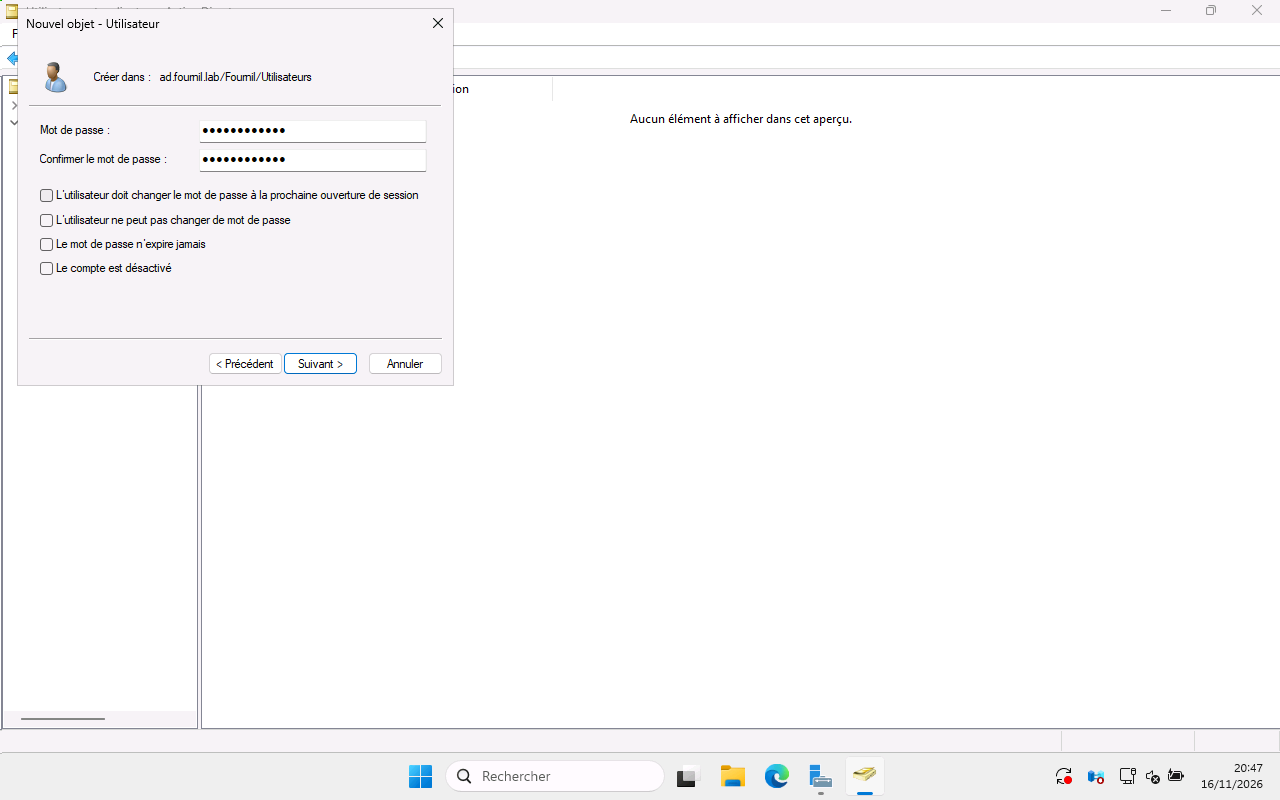 Nouvel objet - Utilisateur
Créer dans : ad.fournil.lab/Fournil/Utilisateurs
ion
Aucun élément à afficher dans cet aperçu.
Mot de passe : ••••••••••••
Confirmer le mot de passe : ••••••••••••
L'utilisateur doit changer le mot de passe à la prochaine ouverture de session
L'utilisateur ne peut pas changer de mot de passe
Le mot de passe n'expire jamais
Le compte est désactivé
< Précédent
Suivant >
Annuler
Rechercher
20:47
16/11/2026